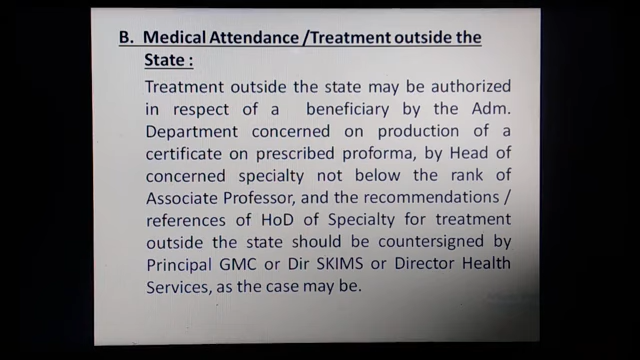 B. Medical Attendance /Treatment outside the
State :
Treatment outside the state may be authorized
in respect of a beneficiary by the Adm.
Department concerned on production of a
certificate on prescribed proforma, by Head of
concerned specialty not below the rank of
Associate Professor, and the recommendations /
references of HoD of Specialty for treatment
outside the state should be countersigned by
Principal GMC or Dir SKIMS or Director Health
Services, as the case may be.